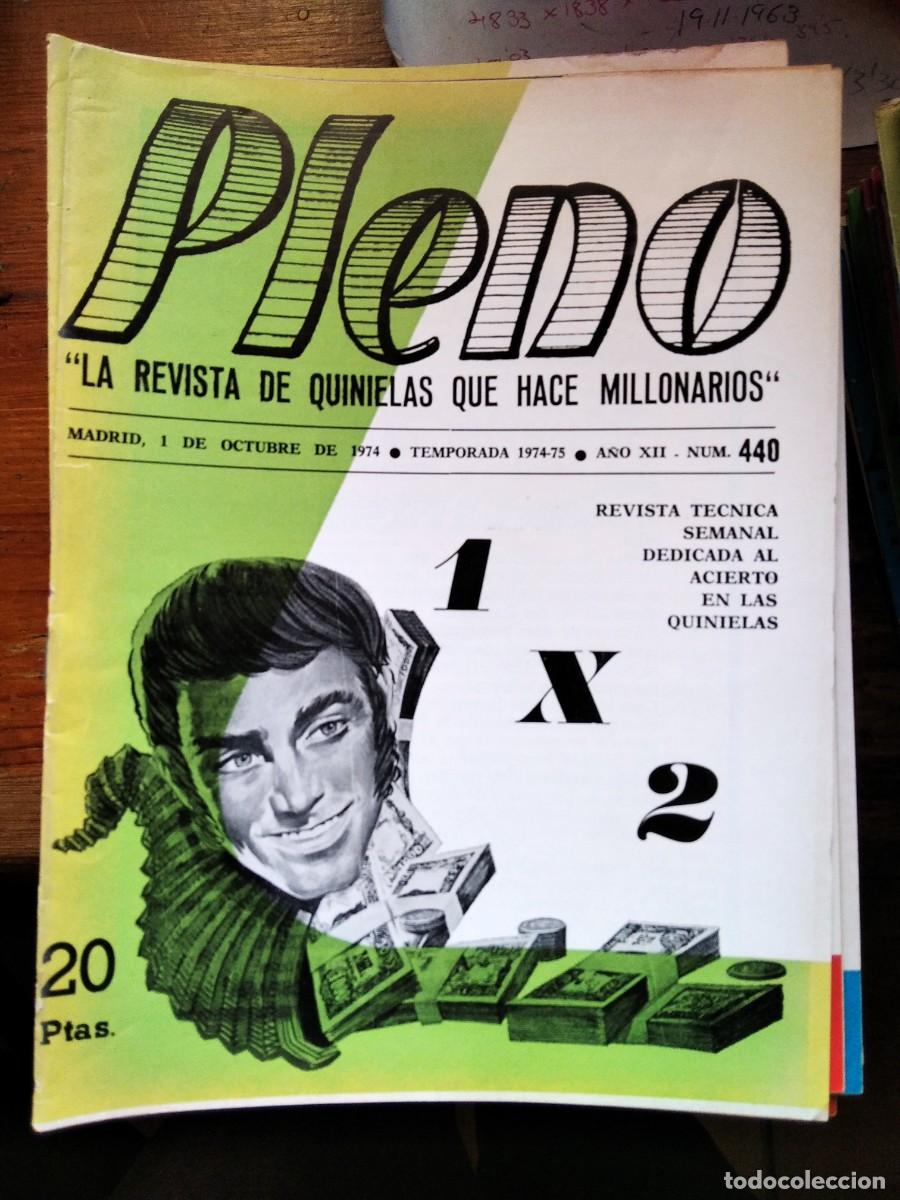 4833 x 1838 x
19.11.1963
Pleno
"LA REVISTA DE QUINIELAS QUE HACE MILLONARIOS"
MADRID, 1 DE OCTUBRE DE 1974 ● TEMPORADA 1974-75 ● AÑO XII - NUM. 440
REVISTA TECNICA
SEMANAL
DEDICADA AL
ACIERTO
EN LAS
QUINIELAS
1
X
2
20
Ptas.
todocoleccion